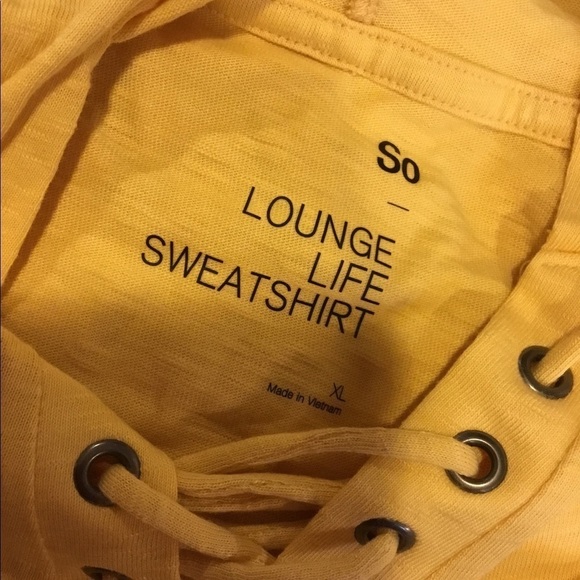 So
—
LOUNGE
LIFE
SWEATSHIRT
XL
Made in Vietnam